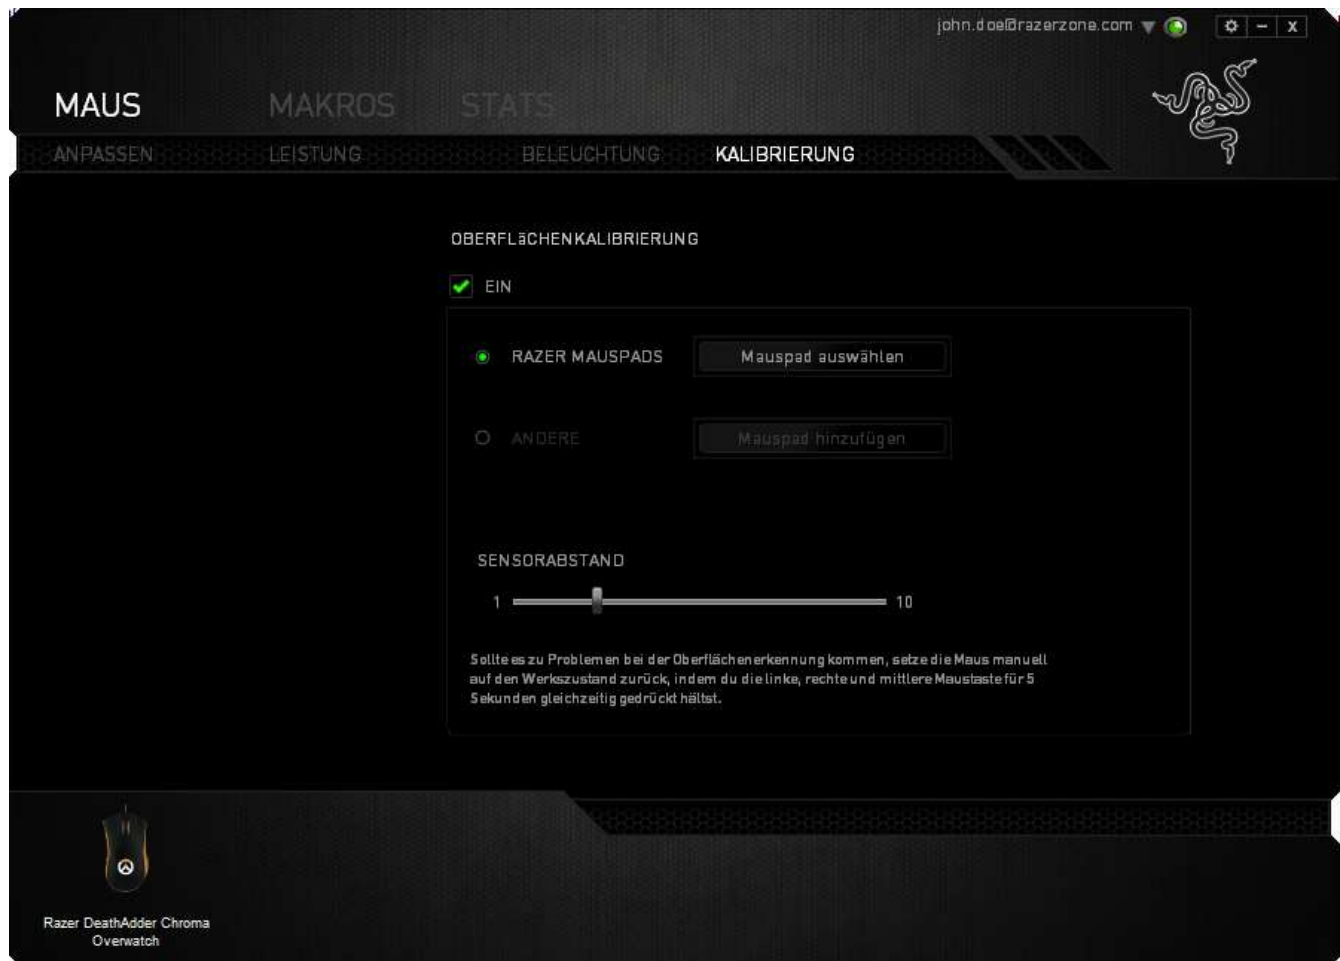 john.doe@razerzone.com
MAUS MAKROS STATS
ANPASSEN LEISTUNG BELEUCHTUNG KALIBRIERUNG
OBERFLäCHENKALIBRIERUNG
EIN
RAZER MAUSPADS Mauspad auswählen
ANDERE Mauspad hinzufügen
SENSORABSTAND
1 10
Sollte es zu Problemen bei der Oberflächenerkennung kommen, setze die Maus manuell
auf den Werkszustand zurück, indem du die linke, rechte und mittlere Maustaste für 5
Sekunden gleichzeitig gedrückt hältst.
Razer DeathAdder Chroma
Overwatch